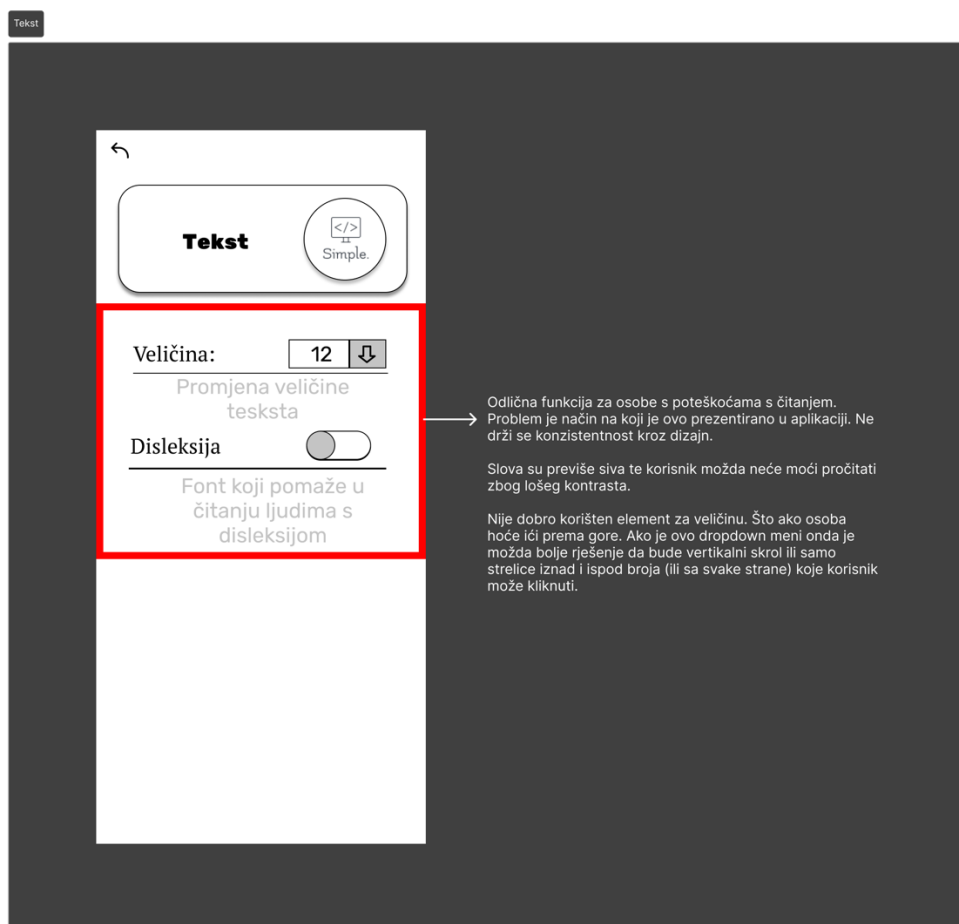 Tekst
Tekst
</>
Simple.
Veličina:
12
Promjena veličine
tesksta
Disleksija
Font koji pomaže u
čitanju ljudima s
disleksijom
Odlična funkcija za osobe s poteškoćama s čitanjem.
Problem je način na koji je ovo prezentirano u aplikaciji. Ne
drži se konzistentnost kroz dizajn.
Slova su previše siva te korisnik možda neće moći pročitati
zbog lošeg kontrasta.
Nije dobro korišten element za veličinu. Što ako osoba
hoće ići prema gore. Ako je ovo dropdown meni onda je
možda bolje rješenje da bude vertikalni skrol ili samo
strelice iznad i ispod broja (ili sa svake strane) koje korisnik
može kliknuti.